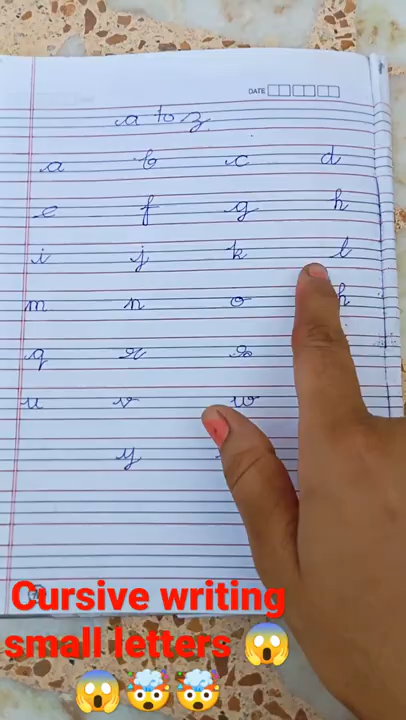 DATE
a to z
a b c d
e f g h
i j k l
m n o p
q r s
u v w
y
Cursive writing
small letters 😱
😱🤯🤯